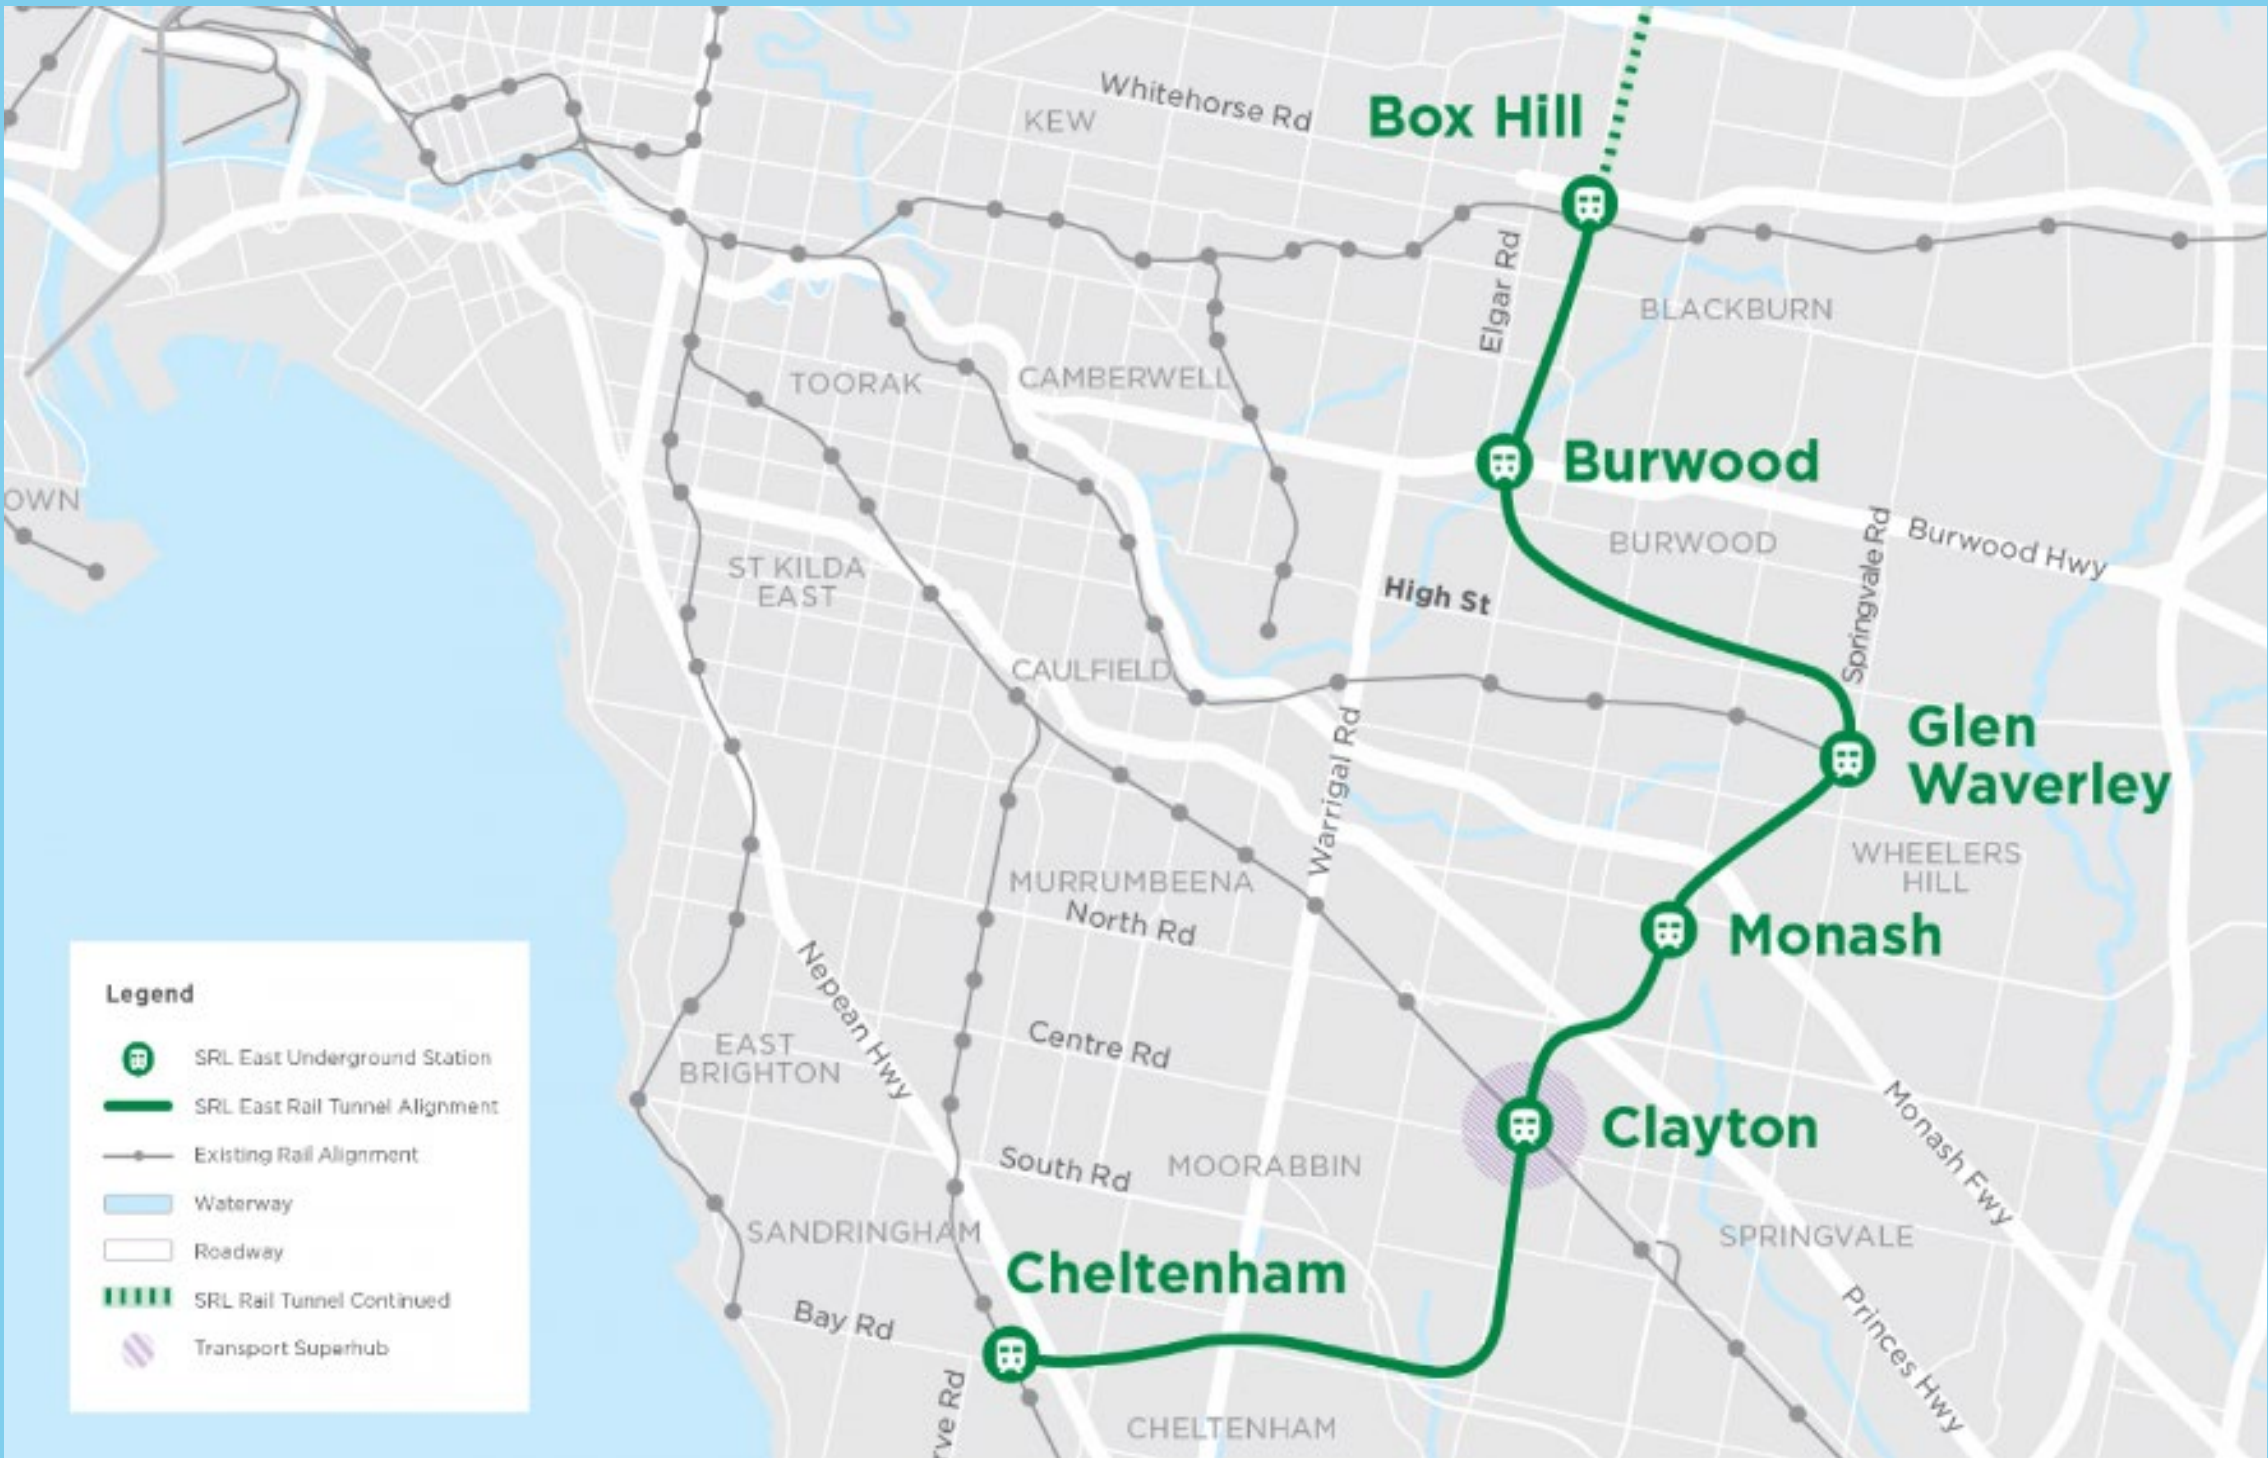 Whitehorse Rd
KEW
Box Hill
Elgar Rd
BLACKBURN
TOORAK
CAMBERWELL
Burwood
OWN
BURWOOD
Springvale Rd
Burwood Hwy
ST KILDA
EAST
High St
CAULFIELD
Glen
Waverley
Warrigal Rd
WHEELERS
HILL
MURRUMBEENA
North Rd
Monash
Nepean Hwy
EAST
BRIGHTON
Centre Rd
Clayton
Monash Fwy
South Rd
MOORABBIN
SANDRINGHAM
SPRINGVALE
Cheltenham
Bay Rd
Princes Hwy
rve Rd
CHELTENHAM
Legend
SRL East Underground Station
SRL East Rail Tunnel Alignment
Existing Rail Alignment
Waterway
Roadway
SRL Rail Tunnel Continued
Transport Superhub